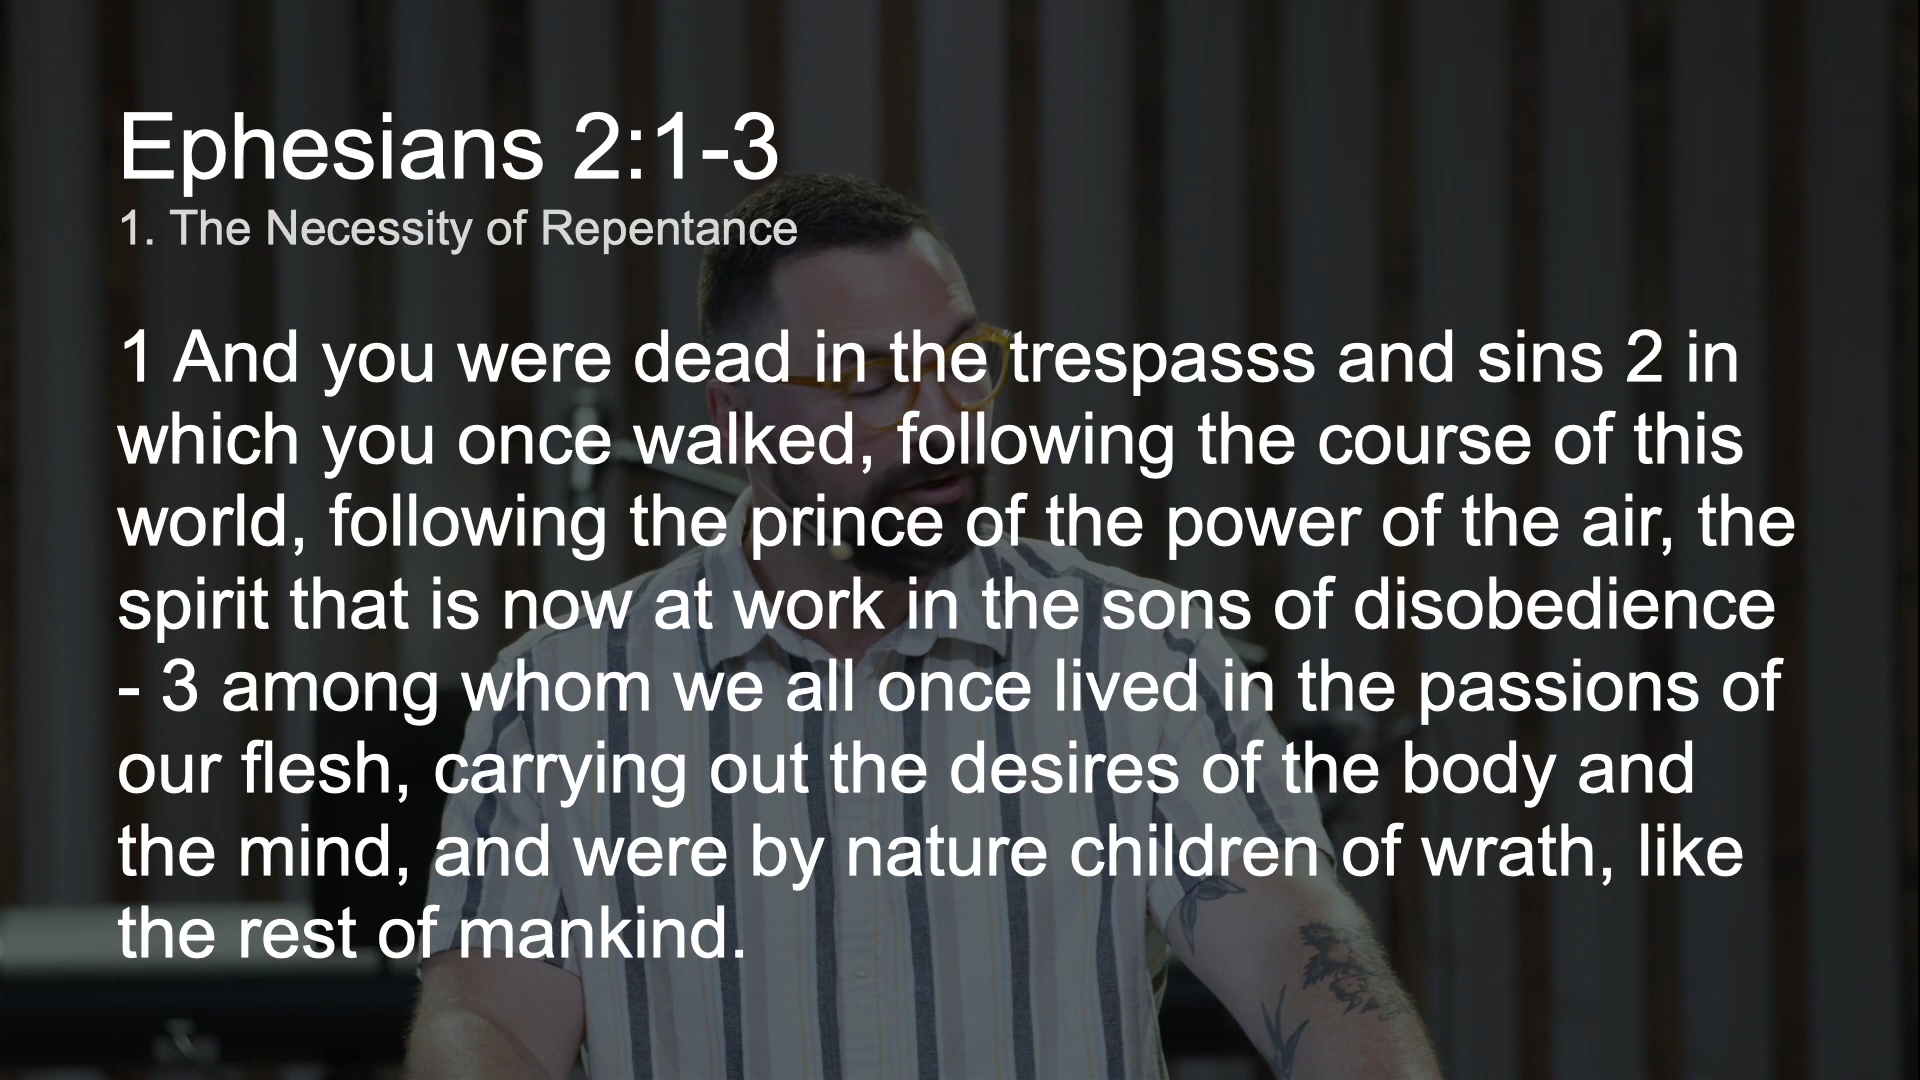 Ephesians 2:1-3
1. The Necessity of Repentance
1 And you were dead in the trespasss and sins 2 in
which you once walked, following the course of this
world, following the prince of the power of the air, the
spirit that is now at work in the sons of disobedience
- 3 among whom we all once lived in the passions of
our flesh, carrying out the desires of the body and
the mind, and were by nature children of wrath, like
the rest of mankind.